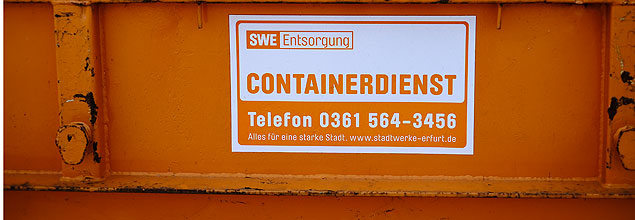 SWE Entsorgung
CONTAINERDIENST
Telefon 0361 564-3456
Alles für eine starke Stadt. www.stadtwerke-erfurt.de